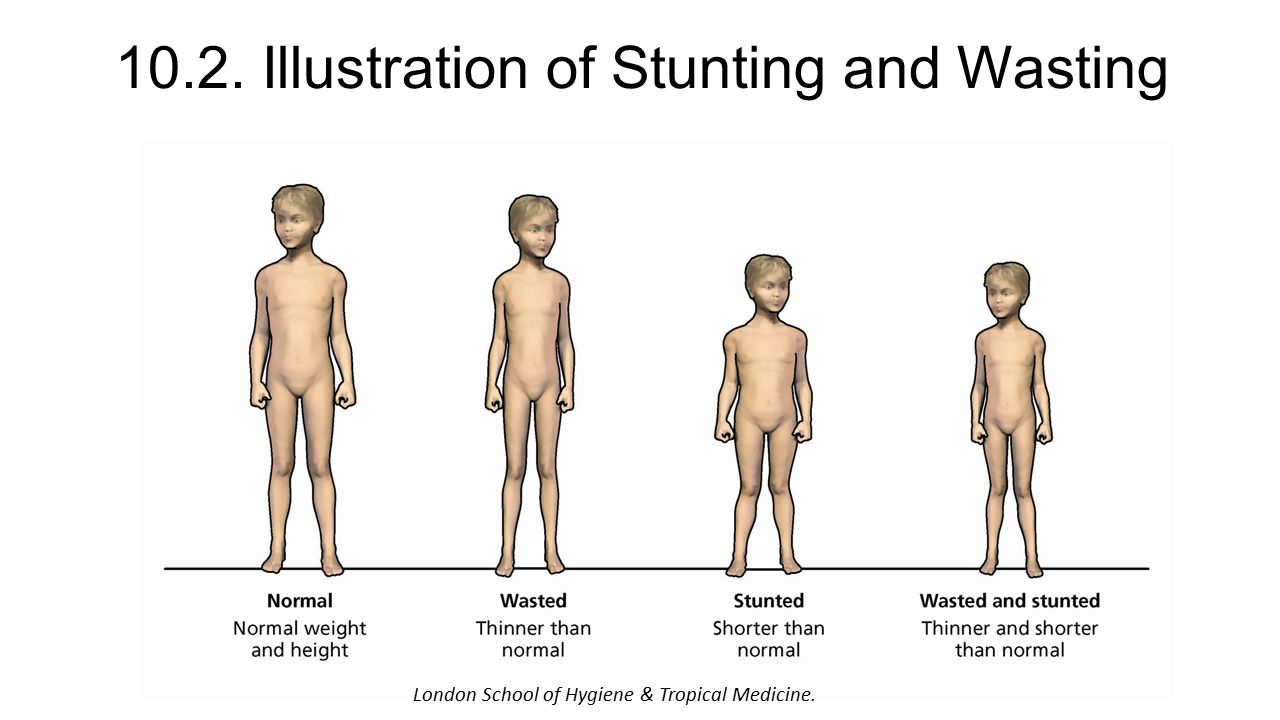 10.2. Illustration of Stunting and Wasting
Normal
Normal weight
and height
Wasted
Thinner than
normal
Stunted
Shorter than
normal
Wasted and stunted
Thinner and shorter
than normal
London School of Hygiene & Tropical Medicine.